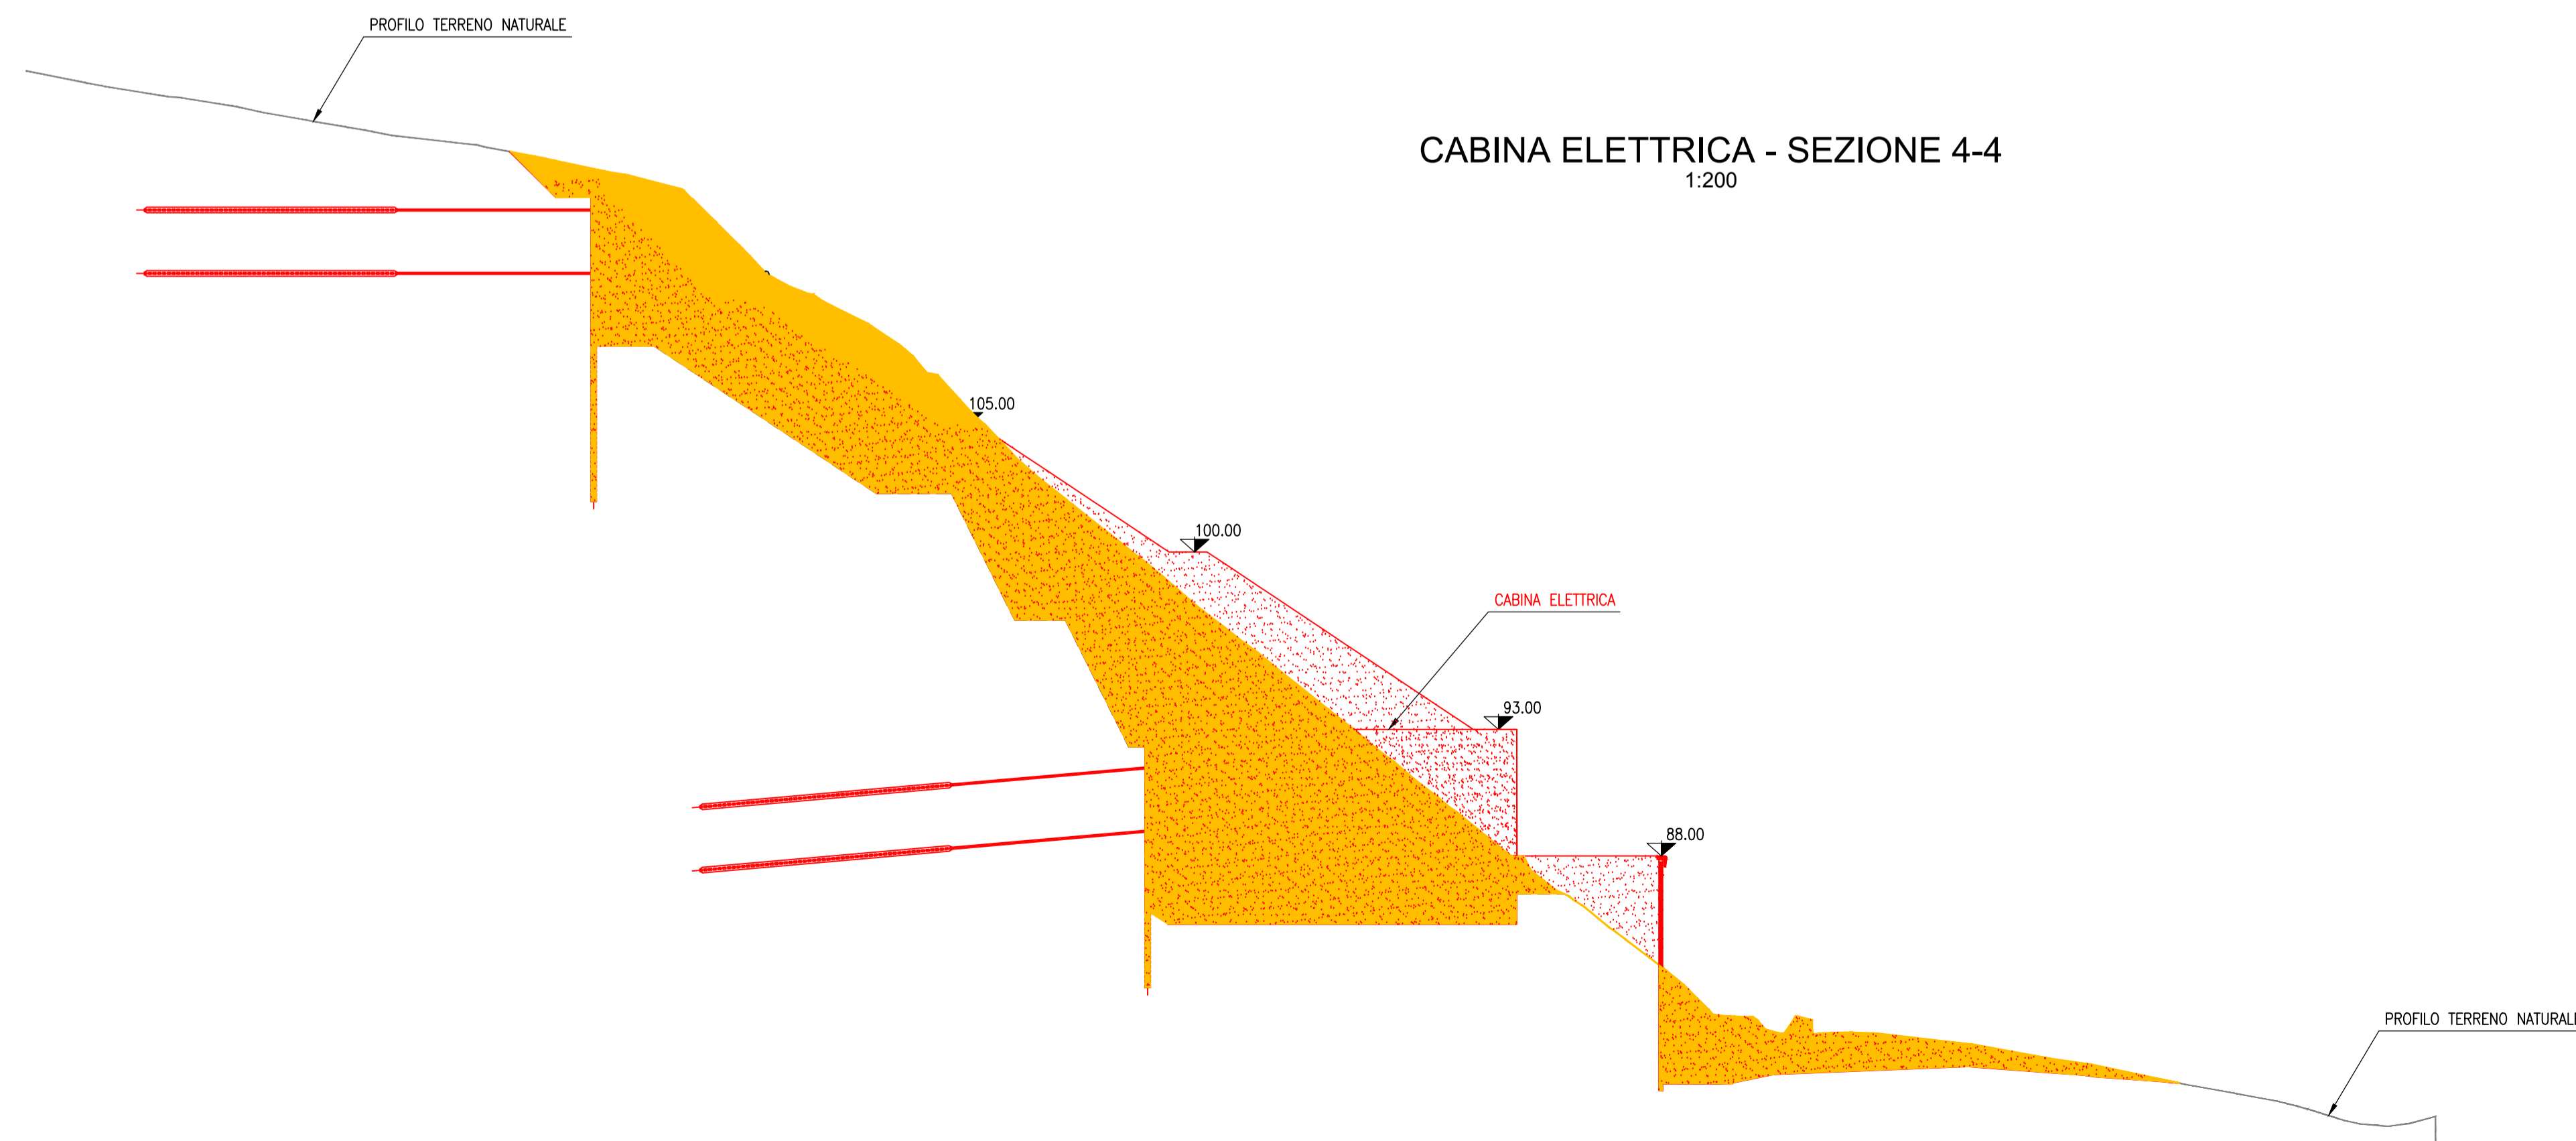 PROFILO TERRENO NATURALE
CABINA ELETTRICA - SEZIONE 4-4
1:200
105.00
100.00
CABINA ELETTRICA
93.00
88.00
PROFILO TERRENO NATURALE